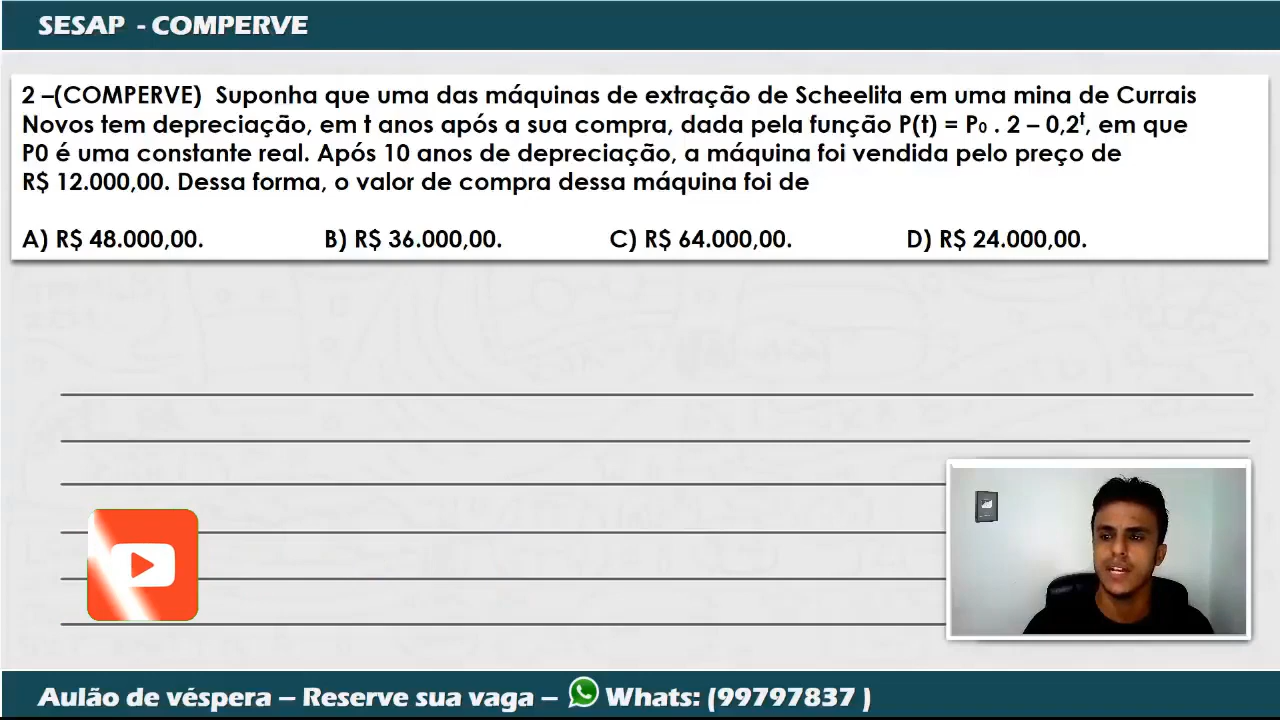 SESAP - COMPERVE
2 –(COMPERVE) Suponha que uma das máquinas de extração de Scheelita em uma mina de Currais
Novos tem depreciação, em t anos após a sua compra, dada pela função P(t) = P₀ . 2 – 0,2ᵗ, em que
P0 é uma constante real. Após 10 anos de depreciação, a máquina foi vendida pelo preço de
R$ 12.000,00. Dessa forma, o valor de compra dessa máquina foi de
A) R$ 48.000,00. B) R$ 36.000,00. C) R$ 64.000,00. D) R$ 24.000,00.
Aulão de véspera – Reserve sua vaga – Whats: (99797837 )